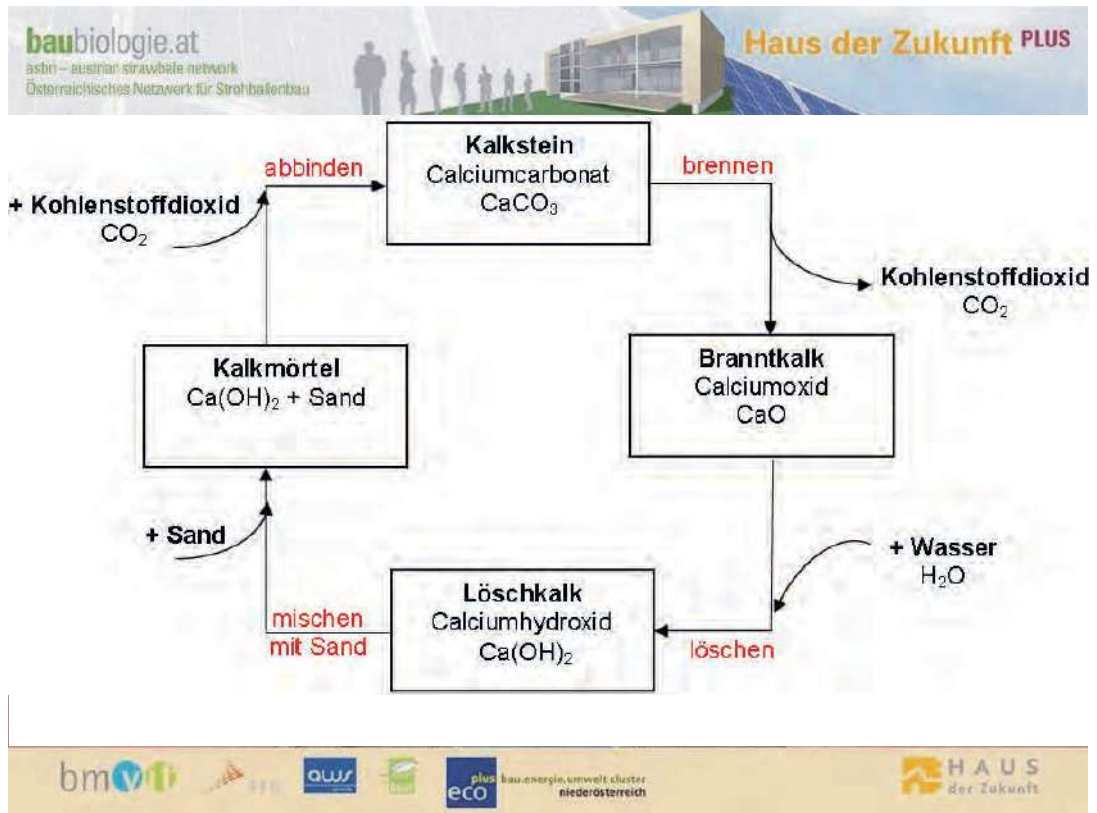 baubiologie.at
asbn – austrian strawbale network
Österreichisches Netzwerk für Strohballenbau
Haus der Zukunft PLUS
Kalkstein
Calciumcarbonat
CaCO₃
abbinden
brennen
+ Kohlenstoffdioxid
CO₂
Kohlenstoffdioxid
CO₂
Kalkmörtel
Ca(OH)₂ + Sand
Branntkalk
Calciumoxid
CaO
+ Sand
+ Wasser
H₂O
Löschkalk
Calciumhydroxid
Ca(OH)₂
mischen
mit Sand
löschen
bmvit
aws
eco plus bau.energie.umwelt cluster
niederösterreich
HAUS
der Zukunft